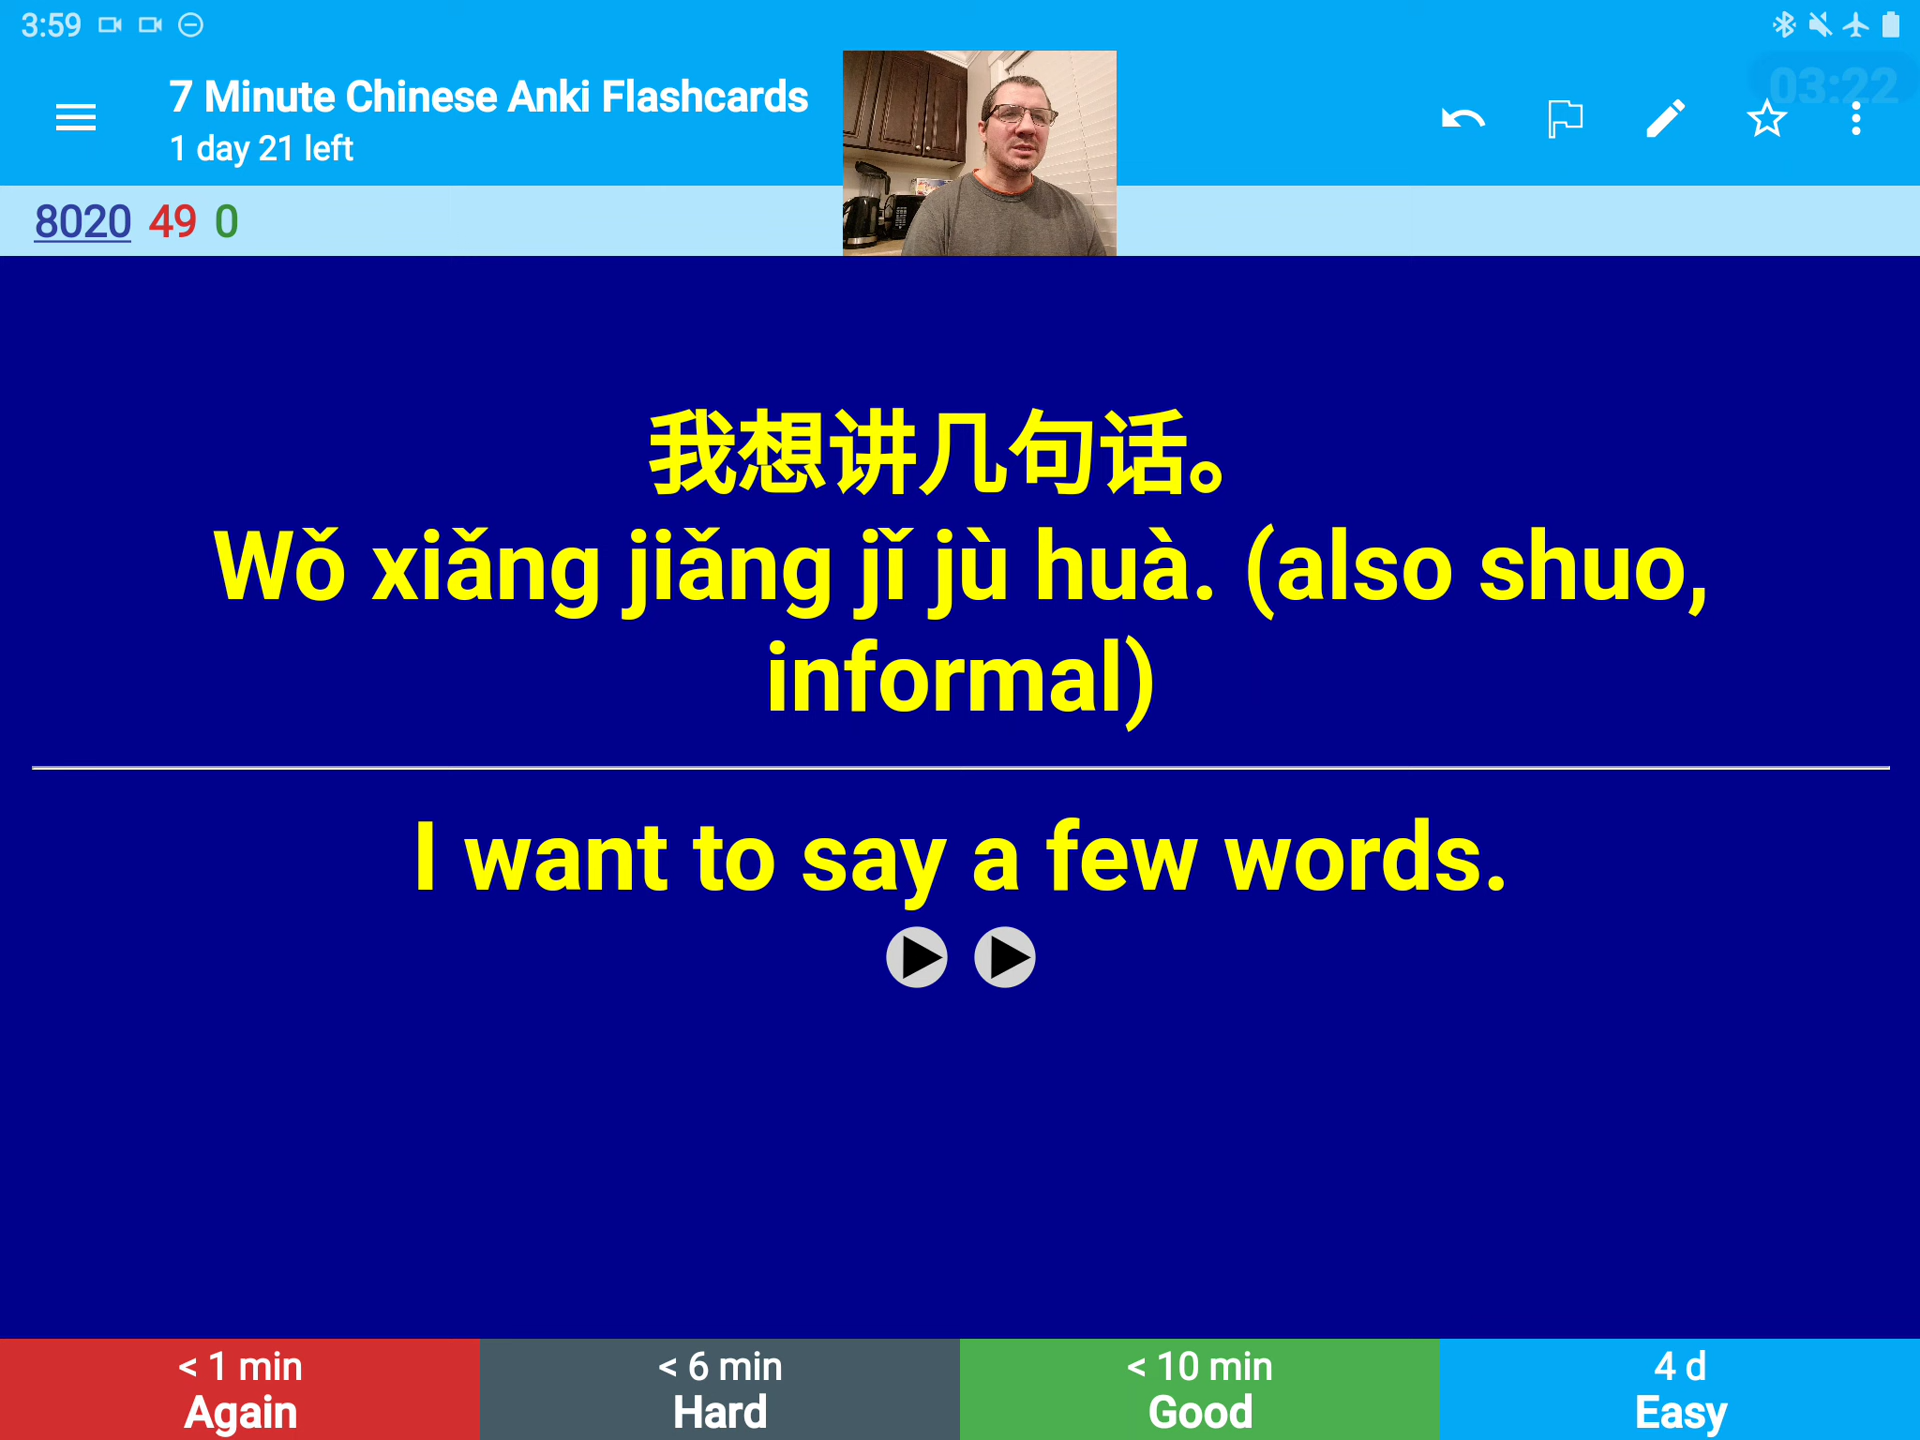 3:59
03:22
7 Minute Chinese Anki Flashcards
1 day 21 left
8020 49 0
我想讲几句话。
Wǒ xiǎng jiǎng jǐ jù huà. (also shuo,
informal)
I want to say a few words.
< 1 min
Again
< 6 min
Hard
< 10 min
Good
4 d
Easy